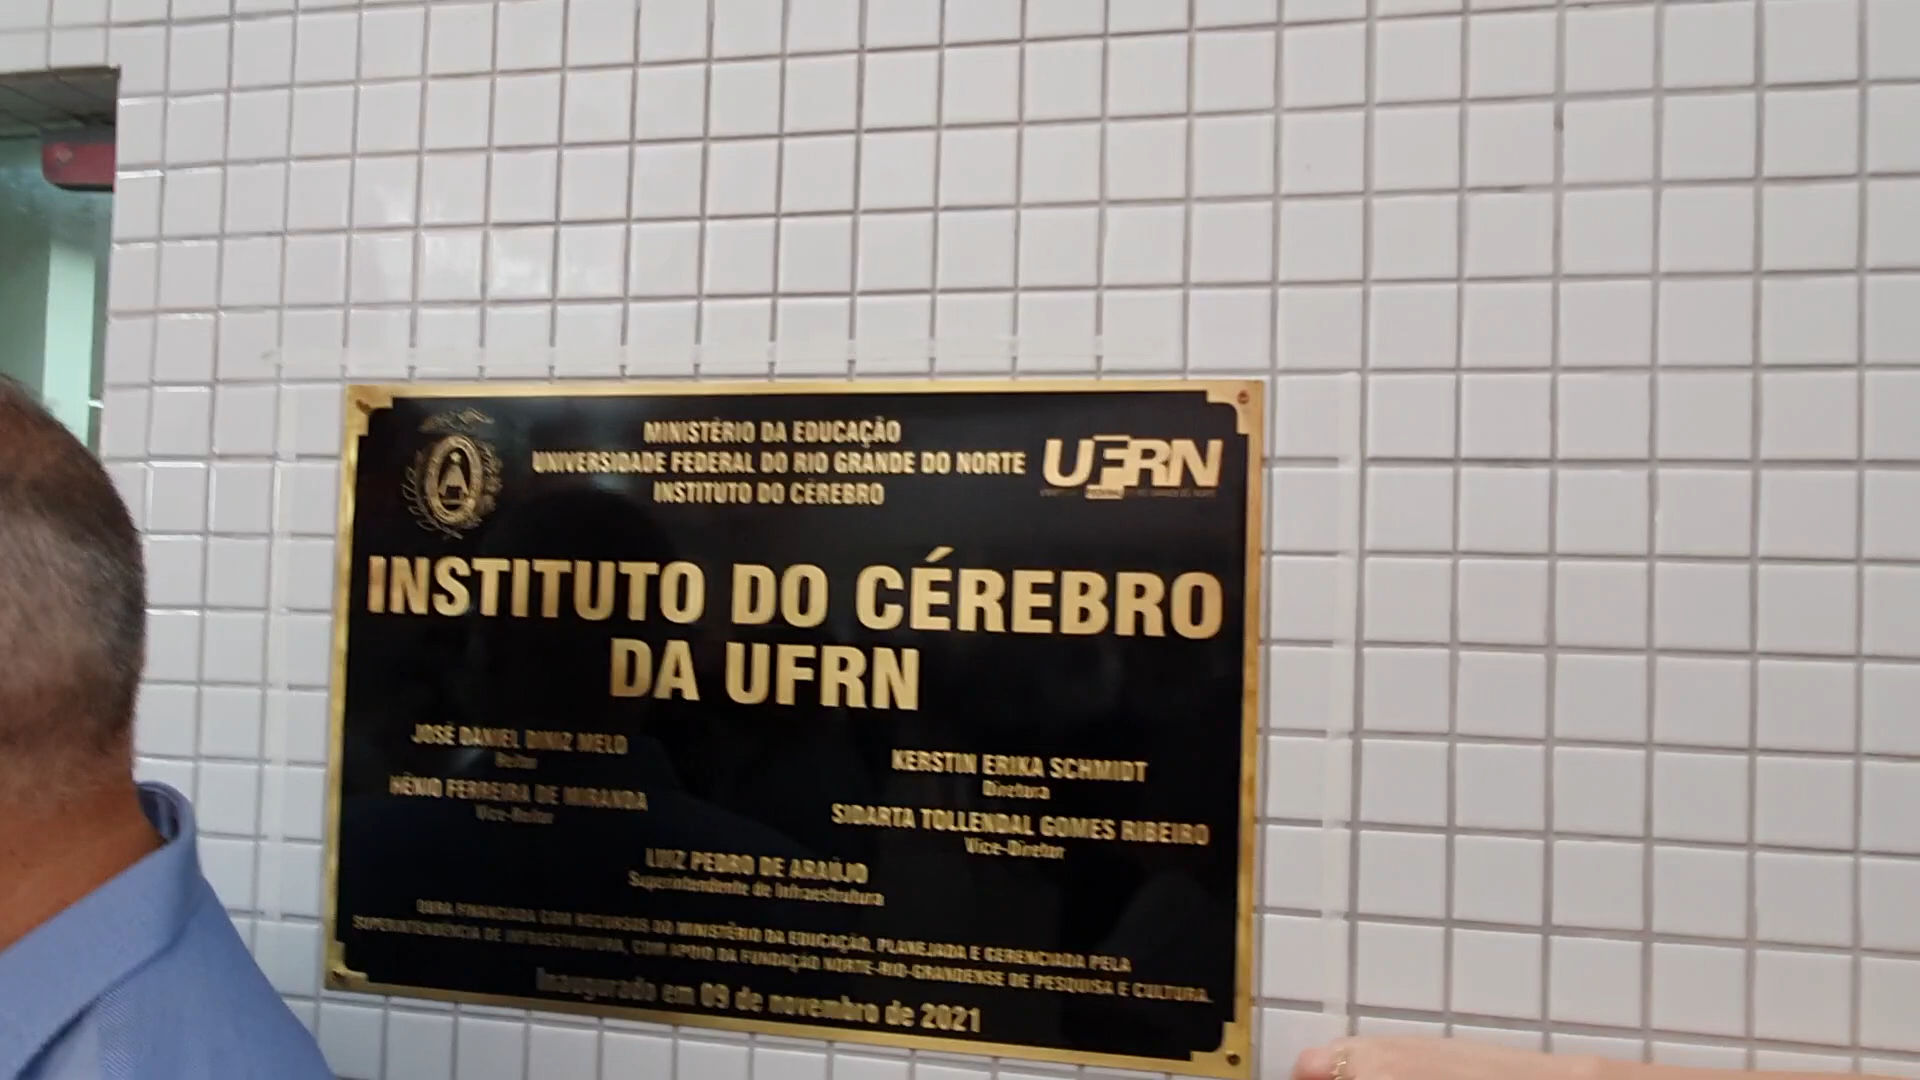 MINISTÉRIO DA EDUCAÇÃO
UNIVERSIDADE FEDERAL DO RIO GRANDE DO NORTE
INSTITUTO DO CÉREBRO
UFRN
INSTITUTO DO CÉREBRO
DA UFRN
JOSÉ DANIEL DINIZ MELO
Reitor
HÊNIO FERREIRA DE MIRANDA
Vice-Reitor
KERSTIN ERIKA SCHMIDT
Diretora
SIDARTA TOLLENDAL GOMES RIBEIRO
Vice-Diretor
LUIZ PEDRO DE ARAÚJO
Superintendente de Infraestrutura
OBRA FINANCIADA COM RECURSOS DO MINISTÉRIO DA EDUCAÇÃO, PLANEJADA E GERENCIADA PELA
SUPERINTENDÊNCIA DE INFRAESTRUTURA, COM APOIO DA FUNDAÇÃO NORTE-RIO-GRANDENSE DE PESQUISA E CULTURA.
Inaugurado em 09 de novembro de 2021